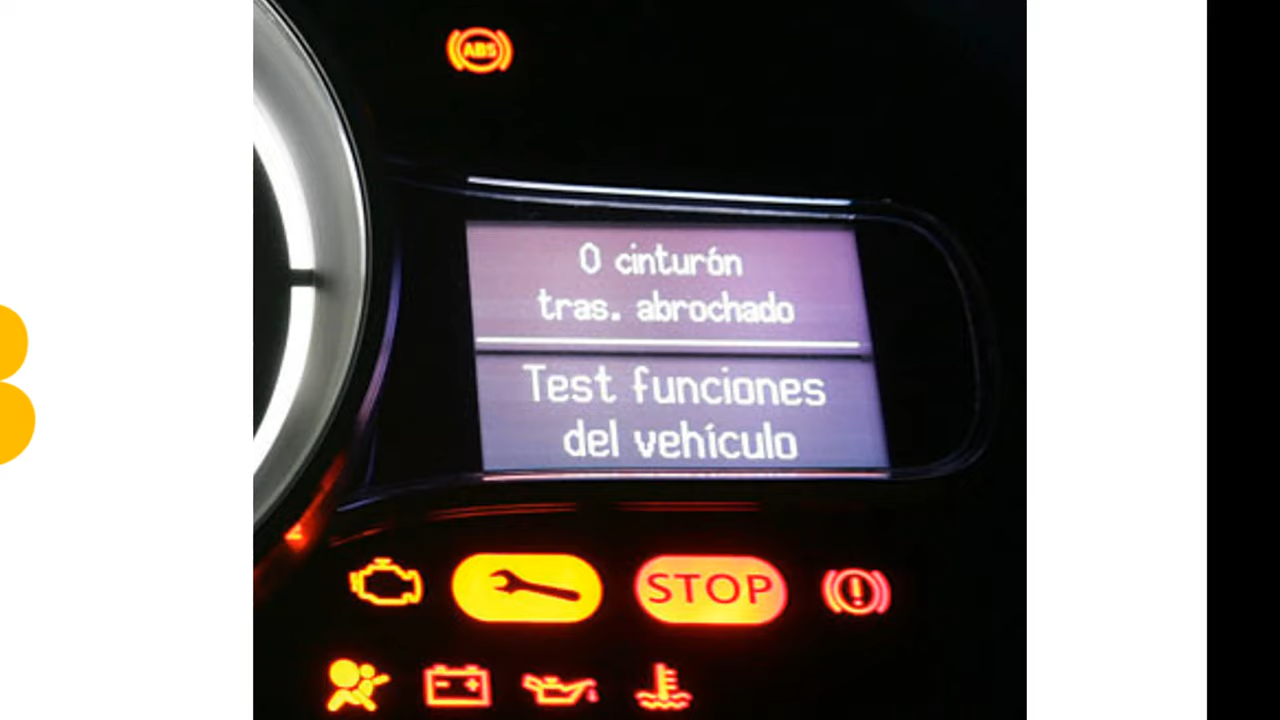 ABS
0 cinturón
tras. abrochado
Test funciones
del vehículo
STOP